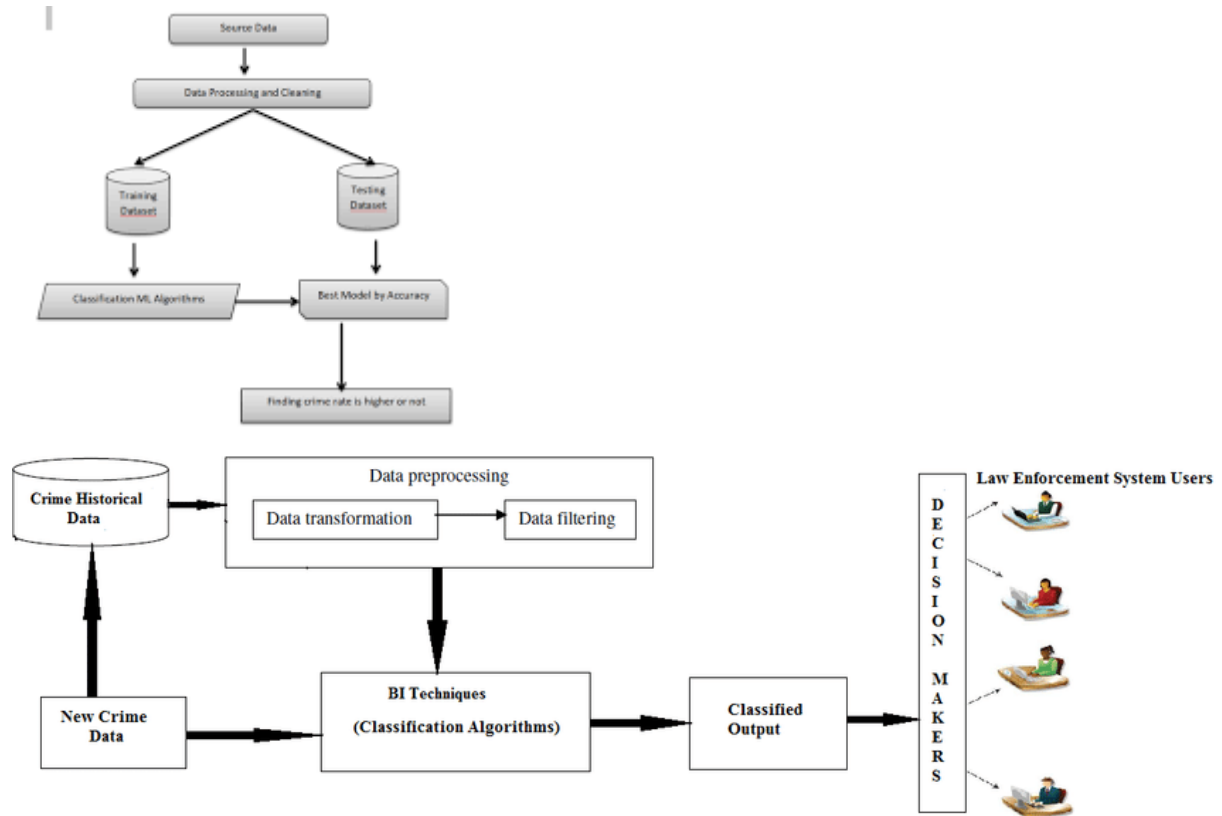 Source Data
Data Processing and Cleaning
Training
Dataset
Testing
Dataset
Classification ML Algorithms
Best Model by Accuracy
Finding crime rate is higher or not
Crime Historical
Data
Data preprocessing
Data transformation
Data filtering
New Crime
Data
BI Techniques
(Classification Algorithms)
Classified
Output
D
E
C
I
S
I
O
N
M
A
K
E
R
S
Law Enforcement System Users